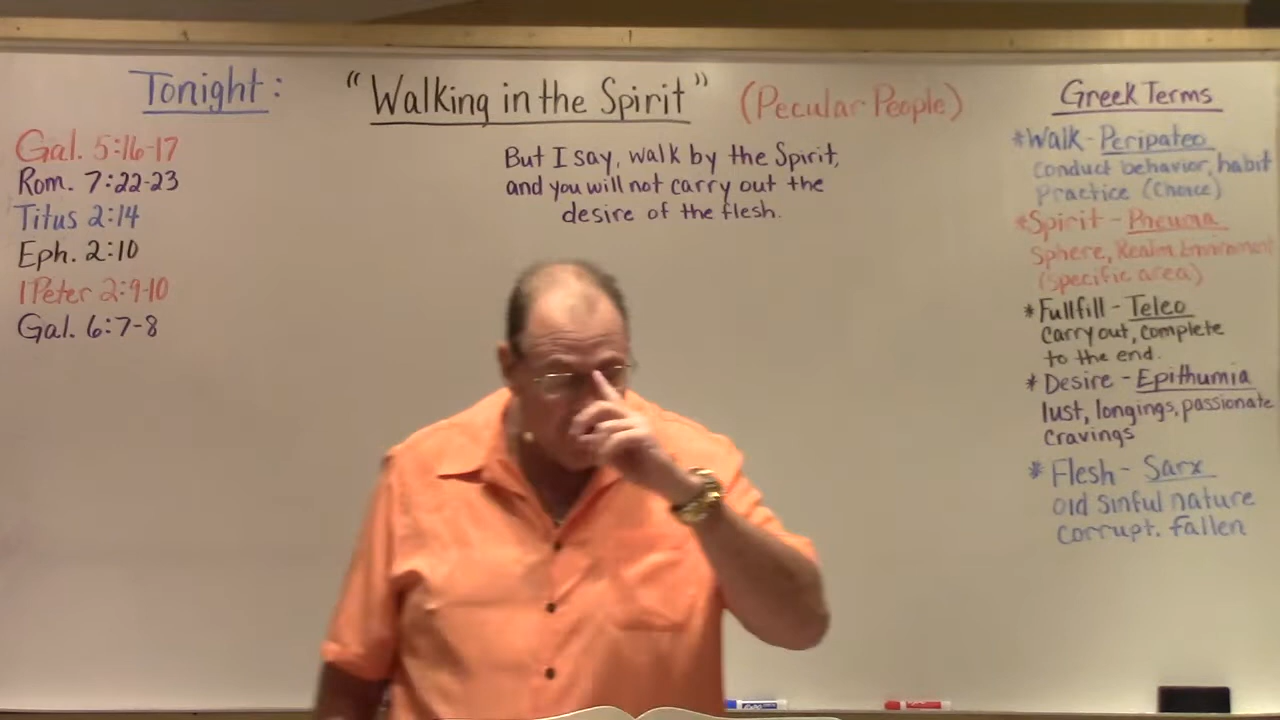 Tonight: "Walking in the Spirit" (Pecular People)
Gal. 5:16-17
Rom. 7:22-23
Titus 2:14
Eph. 2:10
1 Peter 2:9-10
Gal. 6:7-8
But I say, walk by the Spirit,
and you will not carry out the
desire of the flesh.
Greek Terms
*Walk - Peripateo
conduct behavior, habit
Practice (Choice)
*Spirit - Pneuma
Sphere, Realm, Environment
(specific area)
*Fullfill - Teleo
carry out, complete
to the end.
*Desire - Epithumia
lust, longings, passionate
cravings
*Flesh - Sarx
old sinful nature
corrupt. fallen